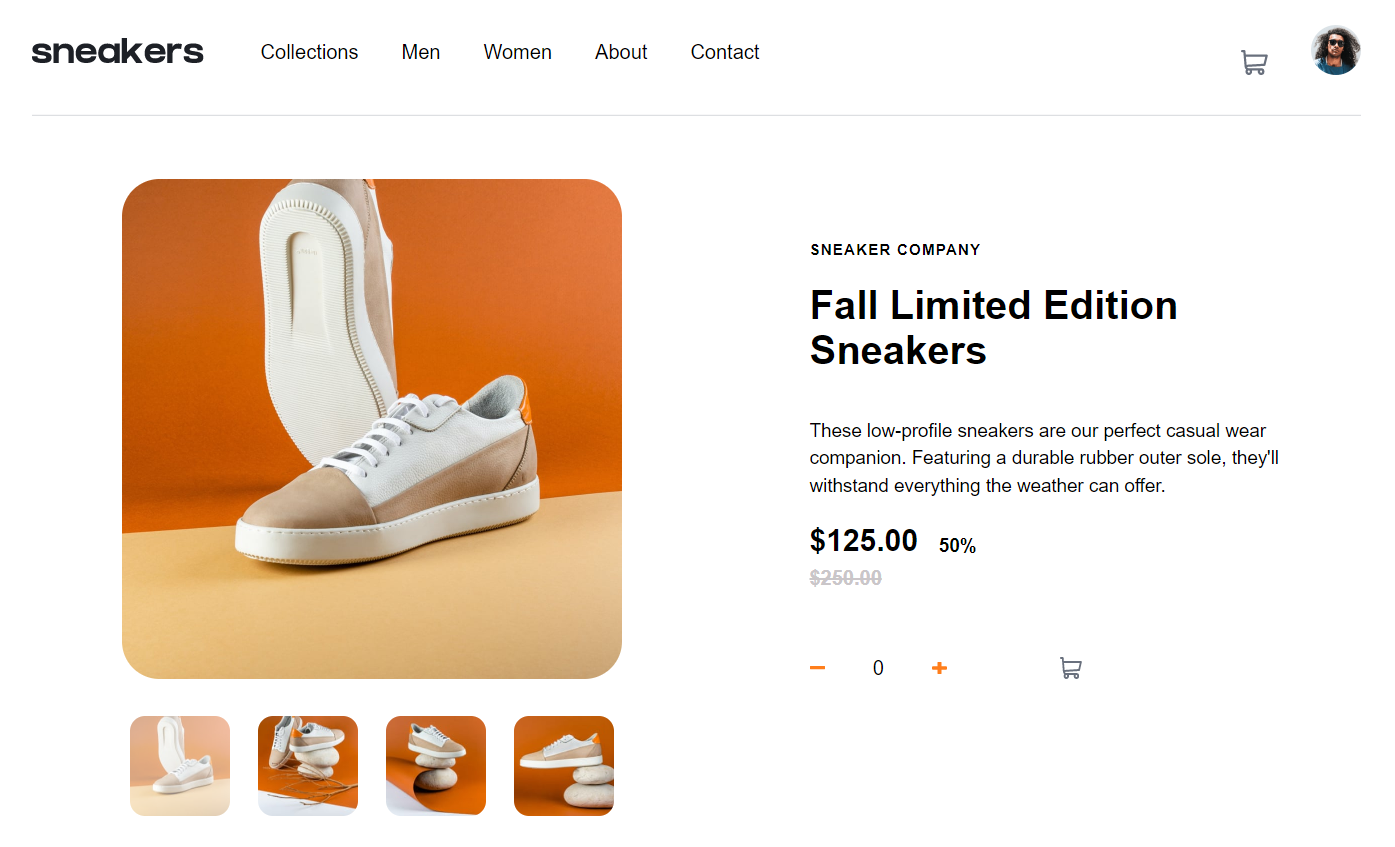 sneakers Collections Men Women About Contact
SNEAKER COMPANY
Fall Limited Edition
Sneakers
These low-profile sneakers are our perfect casual wear
companion. Featuring a durable rubber outer sole, they'll
withstand everything the weather can offer.
$125.00 50%
$250.00
0